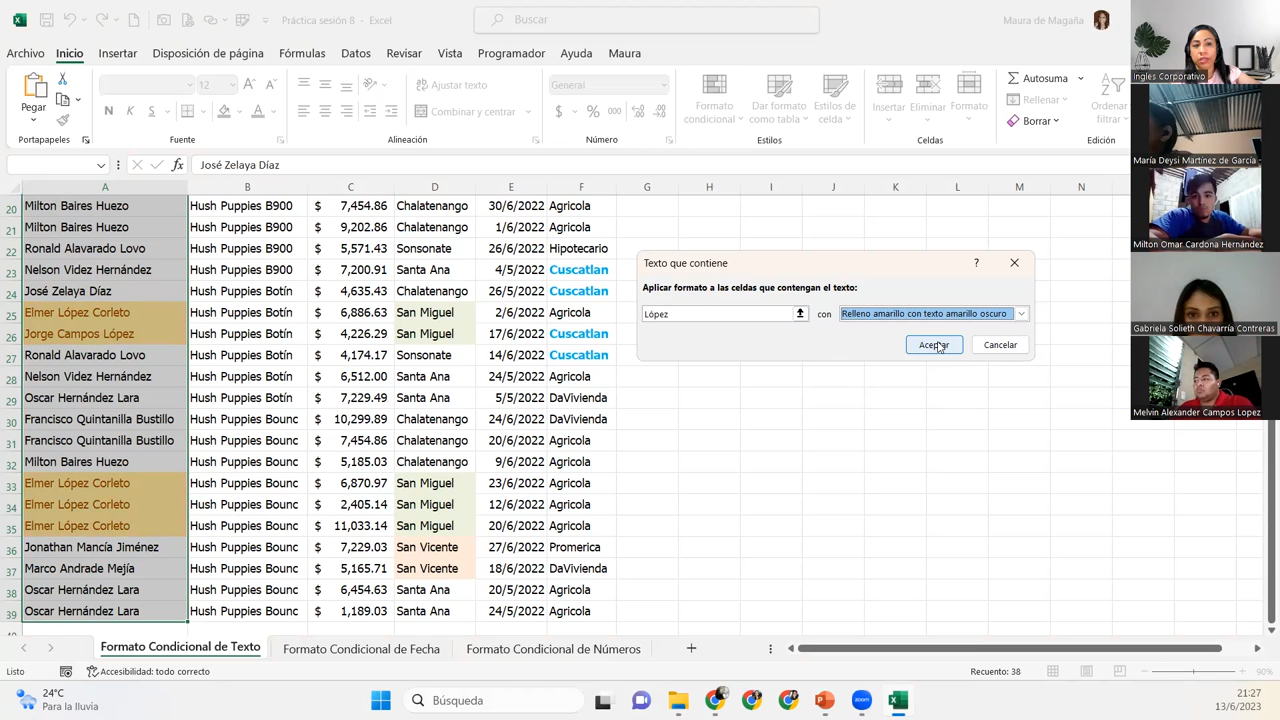 Práctica sesión 8 - Excel
Buscar
Maura de Magaña
Archivo Inicio Insertar Disposición de página Fórmulas Datos Revisar Vista Programador Ayuda Maura
Pegar
12
Ajustar texto
Combinar y centrar
General
Formato condicional
Dar formato como tabla
Estilos de celda
Insertar Eliminar Formato
Autosuma
Rellenar
Borrar
Ordenar
filtrar
Portapapeles Fuente Alineación Número Estilos Celdas Edición
José Zelaya Díaz
A B C D E F G H I J K L M N
20 Milton Baires Huezo Hush Puppies B900 $ 7,454.86 Chalatenango 30/6/2022 Agricola
21 Milton Baires Huezo Hush Puppies B900 $ 9,202.86 Chalatenango 1/6/2022 Agricola
22 Ronald Alavarado Lovo Hush Puppies B900 $ 5,571.43 Sonsonate 26/6/2022 Hipotecario
23 Nelson Videz Hernández Hush Puppies B900 $ 7,200.91 Santa Ana 4/5/2022 Cuscatlan
24 José Zelaya Díaz Hush Puppies Botín $ 4,635.43 Chalatenango 26/5/2022 Cuscatlan
25 Elmer López Corleto Hush Puppies Botín $ 6,886.63 San Miguel 2/6/2022 Agricola
26 Jorge Campos López Hush Puppies Botín $ 4,226.29 San Miguel 17/6/2022 Cuscatlan
27 Ronald Alavarado Lovo Hush Puppies Botín $ 4,174.17 Sonsonate 14/6/2022 Cuscatlan
28 Nelson Videz Hernández Hush Puppies Botín $ 6,512.00 Santa Ana 24/5/2022 Agricola
29 Oscar Hernández Lara Hush Puppies Botín $ 7,229.49 Santa Ana 5/5/2022 DaVivienda
30 Francisco Quintanilla Bustillo Hush Puppies Bounc $ 10,299.89 Chalatenango 24/6/2022 DaVivienda
31 Francisco Quintanilla Bustillo Hush Puppies Bounc $ 7,454.86 Chalatenango 20/6/2022 Agricola
32 Milton Baires Huezo Hush Puppies Bounc $ 5,185.03 Chalatenango 9/6/2022 Agricola
33 Elmer López Corleto Hush Puppies Bounc $ 6,870.97 San Miguel 23/6/2022 Agricola
34 Elmer López Corleto Hush Puppies Bounc $ 2,405.14 San Miguel 12/6/2022 Agricola
35 Elmer López Corleto Hush Puppies Bounc $ 11,033.14 San Miguel 20/6/2022 Agricola
36 Jonathan Mancía Jiménez Hush Puppies Bounc $ 7,229.03 San Vicente 27/6/2022 Promerica
37 Marco Andrade Mejía Hush Puppies Bounc $ 5,165.71 San Vicente 18/6/2022 DaVivienda
38 Oscar Hernández Lara Hush Puppies Bounc $ 6,454.63 Santa Ana 20/5/2022 Agricola
39 Oscar Hernández Lara Hush Puppies Bounc $ 1,189.03 Santa Ana 24/5/2022 Agricola
Texto que contiene
Aplicar formato a las celdas que contengan el texto:
López con Relleno amarillo con texto amarillo oscuro
Aceptar Cancelar
Ingles Corporativo
María Deysi Martínez de García -
Milton Omar Cardona Hernández
Gabriela Solieth Chavarría Contreras
Melvin Alexander Campos Lopez
Formato Condicional de Texto Formato Condicional de Fecha Formato Condicional de Números
Listo Accesibilidad: todo correcto Recuento: 38 90%
24°C
Para la lluvia
Búsqueda
zoom
21:27
13/6/2023